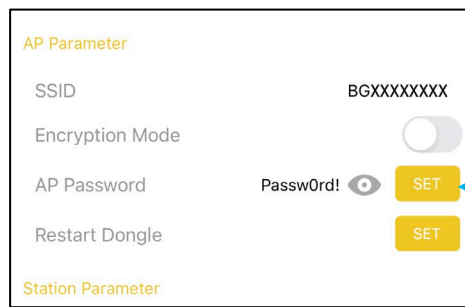 AP Parameter
SSID BGXXXXXXXX
Encryption Mode
AP Password Passw0rd! SET
Restart Dongle SET
Station Parameter